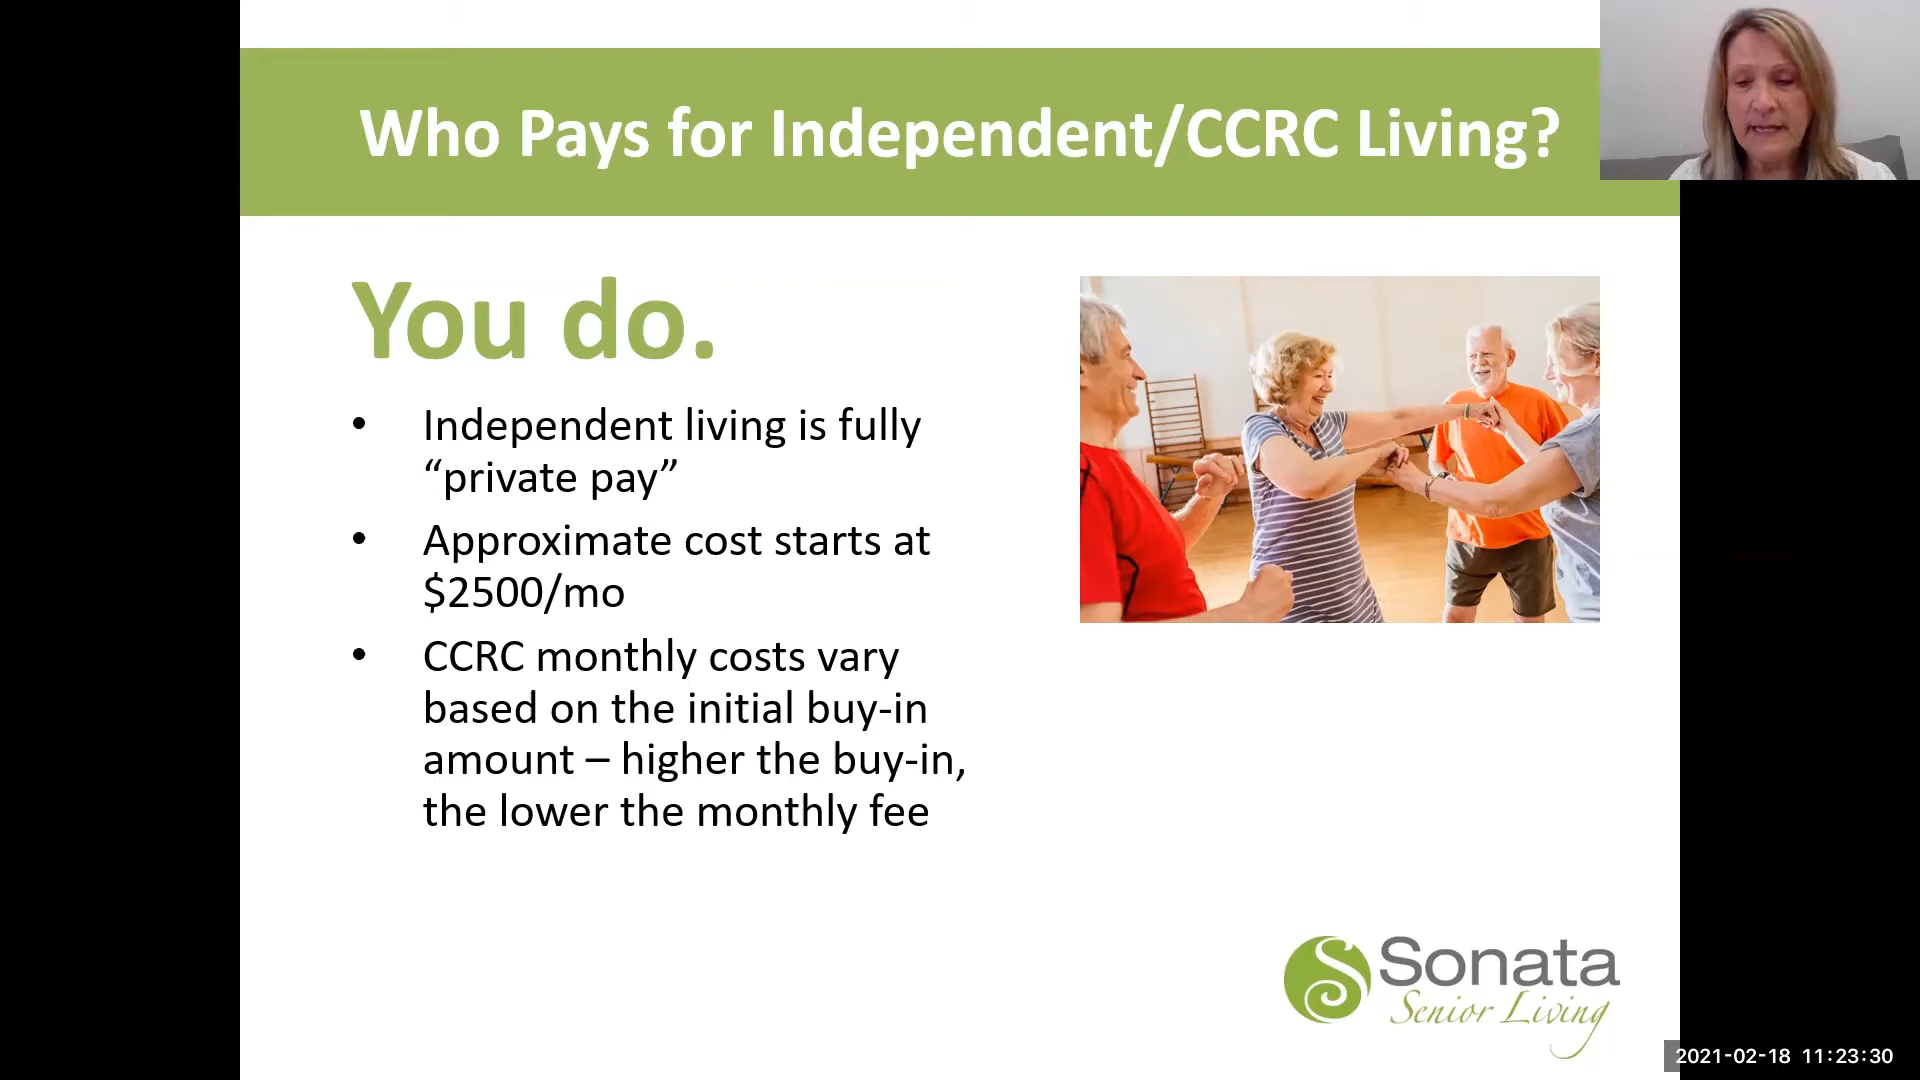 Who Pays for Independent/CCRC Living?
You do.
• Independent living is fully
“private pay”
• Approximate cost starts at
$2500/mo
• CCRC monthly costs vary
based on the initial buy-in
amount – higher the buy-in,
the lower the monthly fee
Sonata
Senior Living
2021-02-18 11:23:30